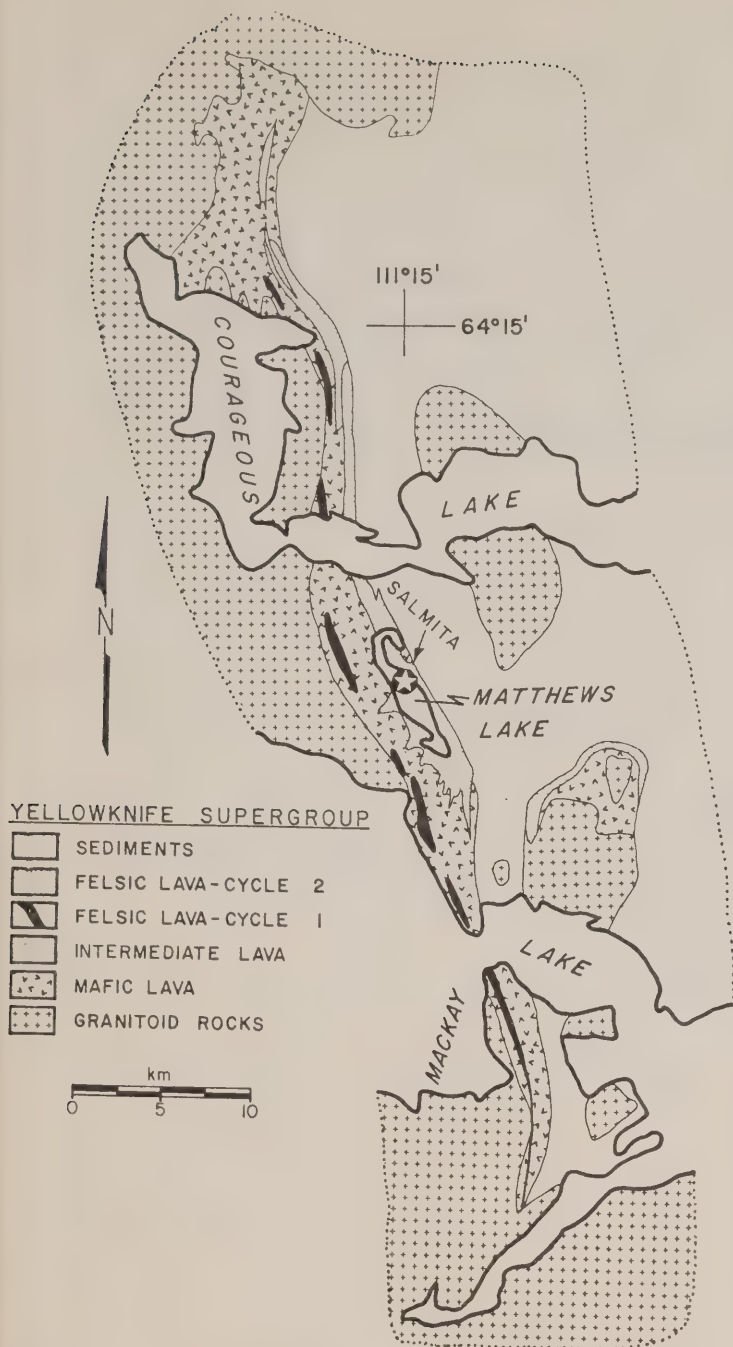 111°15'
64°15'
COURAGEOUS
LAKE
N
SALMITA
MATTHEWS
LAKE
YELLOWKNIFE SUPERGROUP
SEDIMENTS
FELSIC LAVA-CYCLE 2
FELSIC LAVA-CYCLE 1
INTERMEDIATE LAVA
MAFIC LAVA
GRANITOID ROCKS
LAKE
MACKAY
km
0 5 10